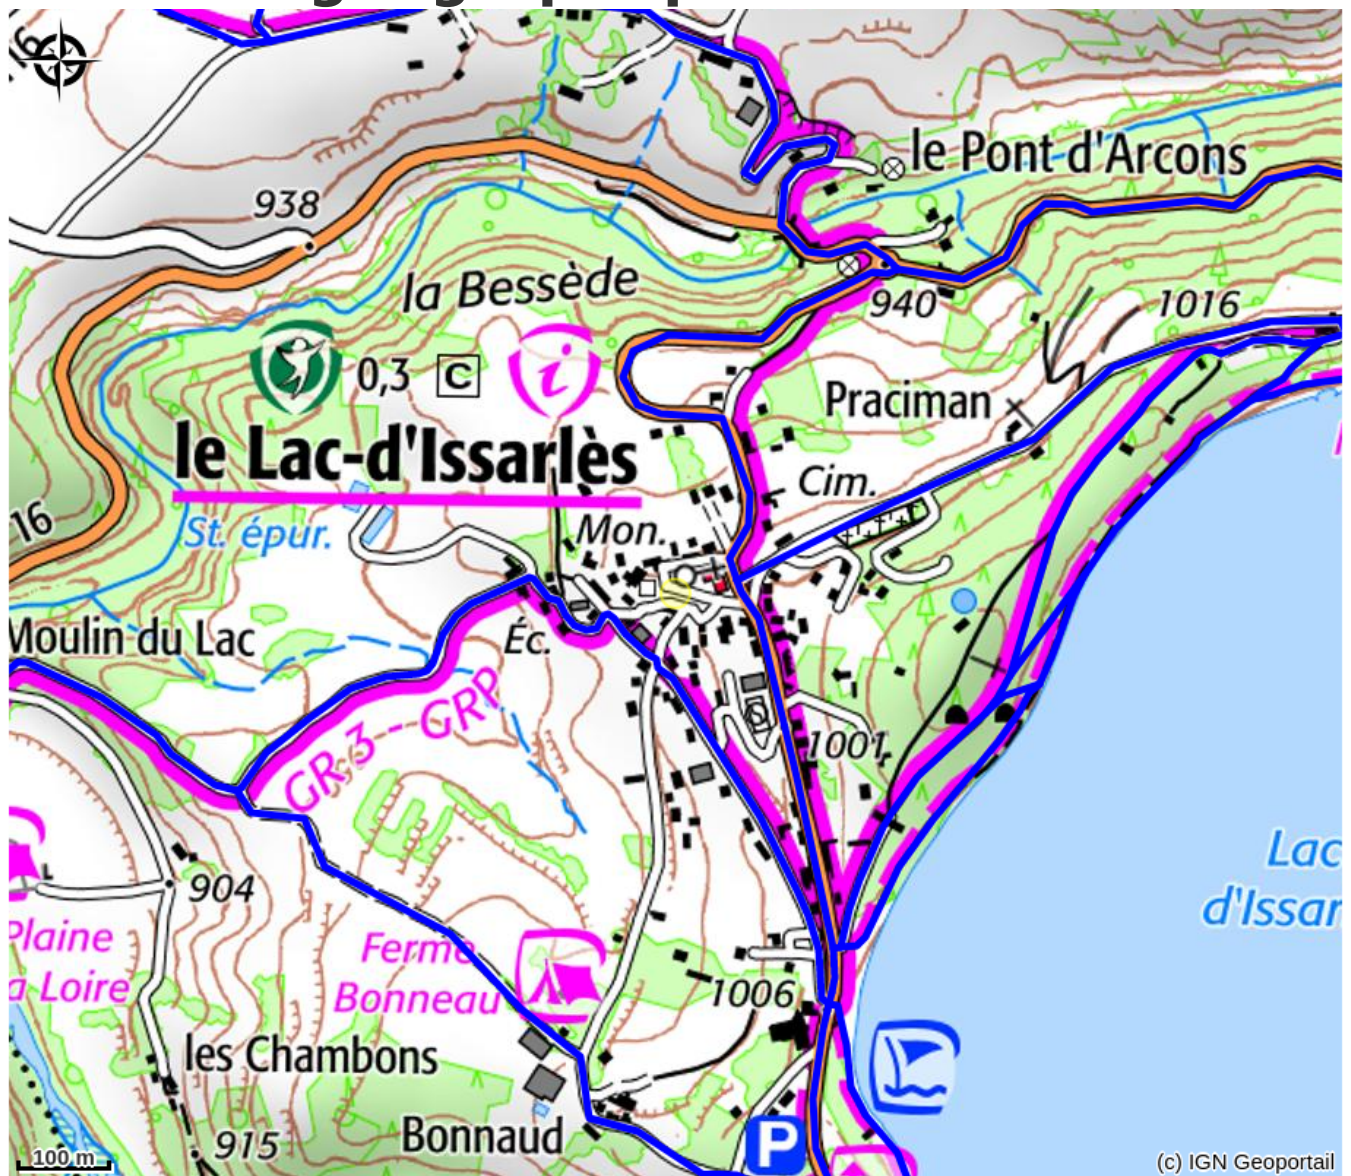 16
le Pont d'Arcons
938
la Bessède
940
1016
0,3 C i
Praciman
le Lac-d'Issarlès
Cim.
16
St. épur.
Mon.
Moulin du Lac
Éc.
GR 3 - GRP
1001
L
904
Lac
d'Issar
Plaine
a Loire
Ferme
Bonneau
1006
les Chambons
915
Bonnaud
P
100 m
(c) IGN Geoportail